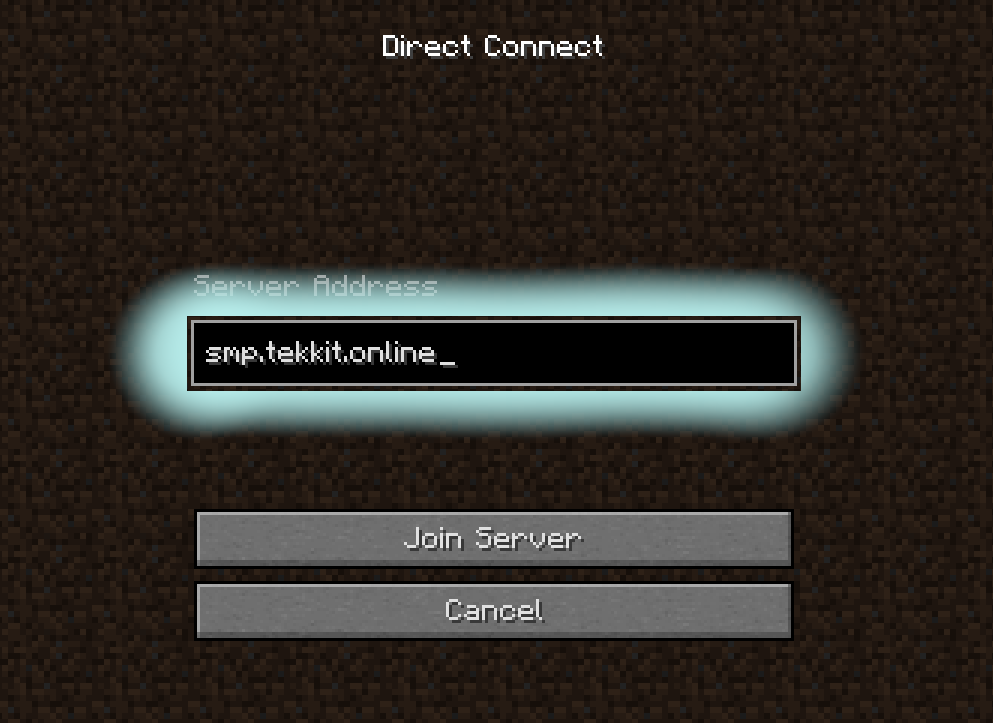 Direct Connect
Server Address
smp.tekkit.online_
Join Server
Cancel